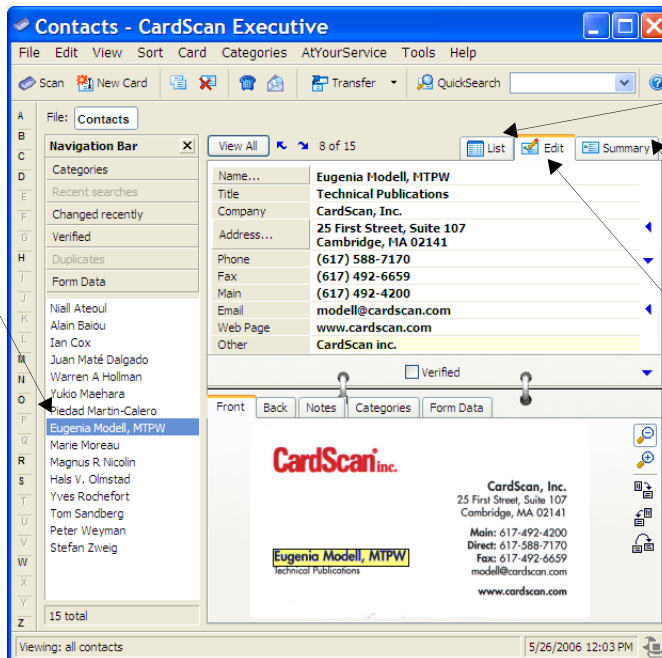 Contacts - CardScan Executive
File Edit View Sort Card Categories AtYourService Tools Help
Scan New Card Transfer QuickSearch
File: Contacts
A
B
C
D
E
F
G
H
I
J
K
L
M
N
O
P
Q
R
S
T
U
V
W
X
Y
Z
Navigation Bar
Categories
Recent searches
Changed recently
Verified
Duplicates
Form Data
Niall Ateoul
Alain Baiou
Ian Cox
Juan Maté Dalgado
Warren A Hollman
Yukio Maehara
Piedad Martin-Calero
Eugenia Modell, MTPW
Marie Moreau
Magnus R Nicolin
Hals V. Olmstad
Yves Rochefort
Tom Sandberg
Peter Weyman
Stefan Zweig
15 total
View All 8 of 15 List Edit Summary
Name... Eugenia Modell, MTPW
Title Technical Publications
Company CardScan, Inc.
Address... 25 First Street, Suite 107
Cambridge, MA 02141
Phone (617) 588-7170
Fax (617) 492-6659
Main (617) 492-4200
Email modell@cardscan.com
Web Page www.cardscan.com
Other CardScan inc.
Verified
Front Back Notes Categories Form Data
CardScan inc.
CardScan, Inc.
25 First Street, Suite 107
Cambridge, MA 02141
Main: 617-492-4200
Direct: 617-588-7170
Fax: 617-492-6659
modell@cardscan.com
www.cardscan.com
Eugenia Modell, MTPW
Technical Publications
Viewing: all contacts 5/26/2006 12:03 PM